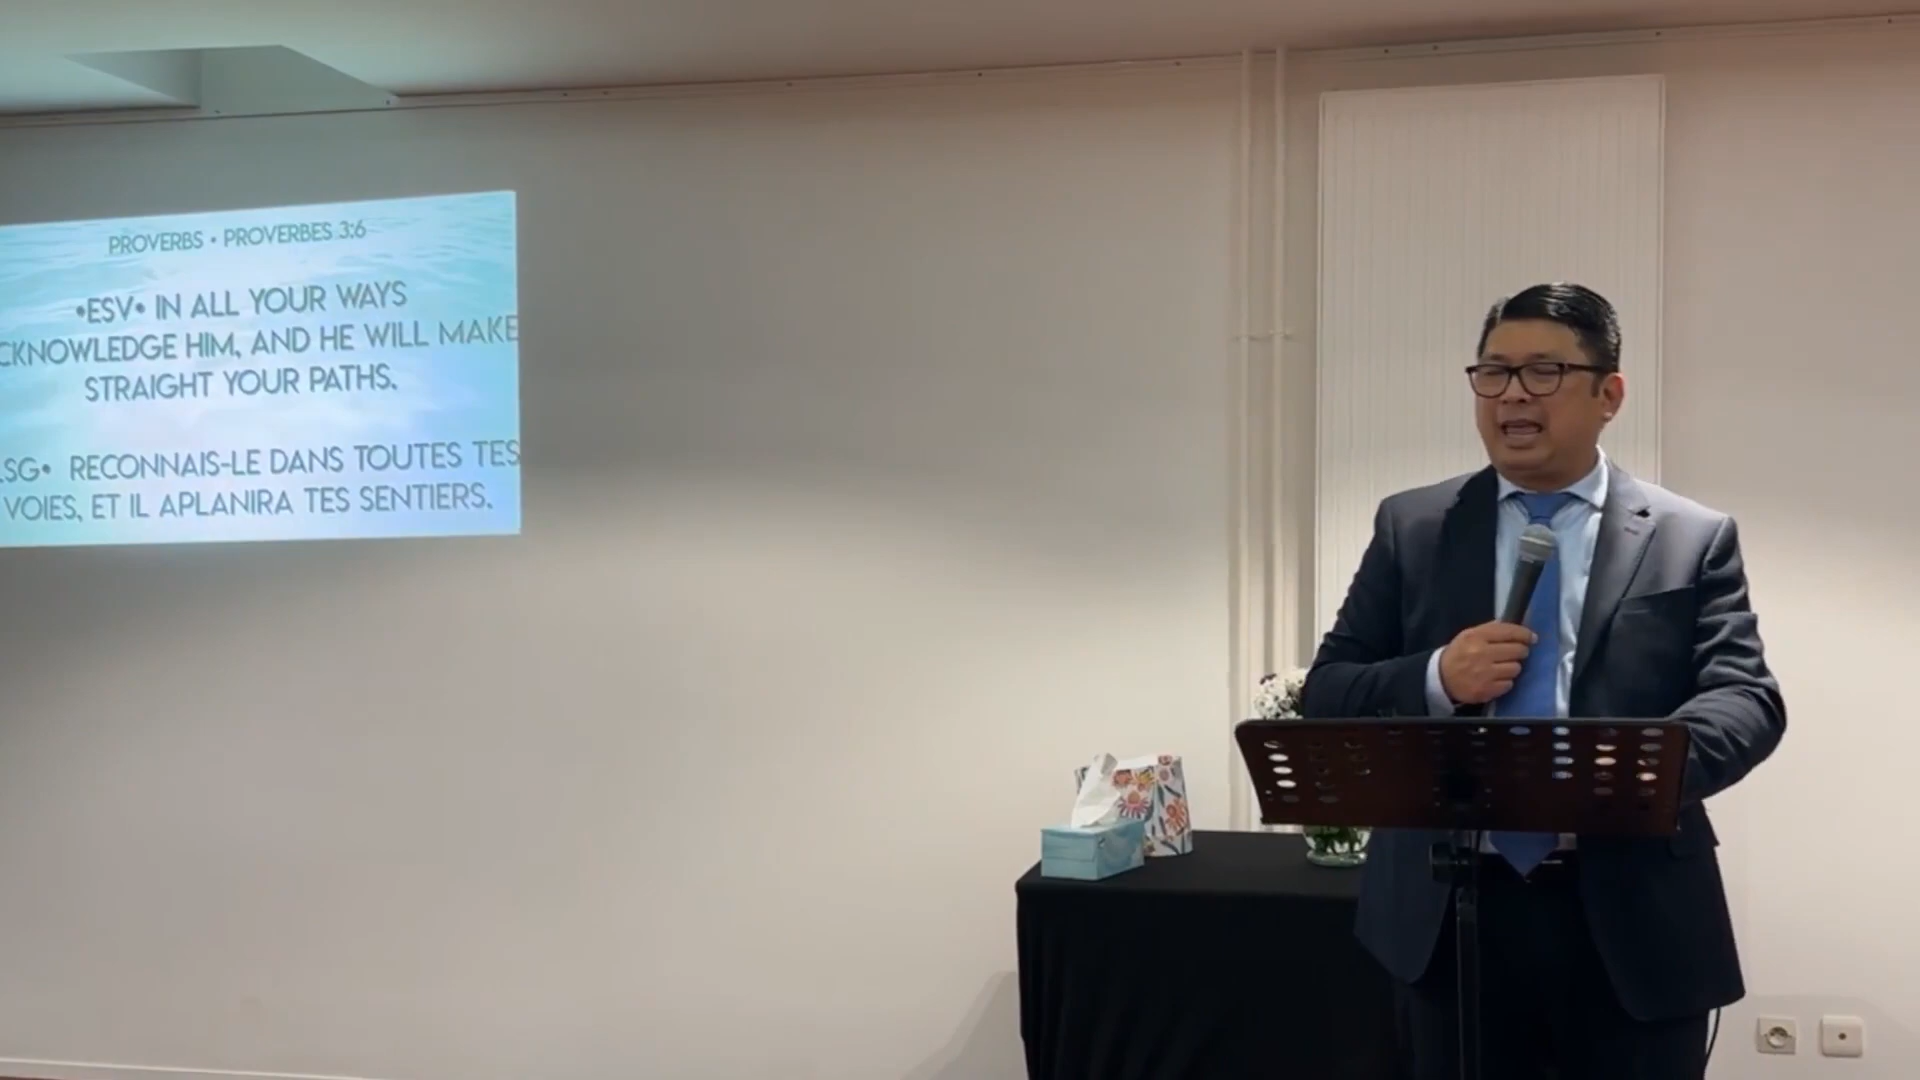 PROVERBS • PROVERBES 3:6
•ESV• IN ALL YOUR WAYS
CKNOWLEDGE HIM, AND HE WILL MAKE
STRAIGHT YOUR PATHS.
SG• RECONNAIS-LE DANS TOUTES TES
VOIES, ET IL APLANIRA TES SENTIERS.